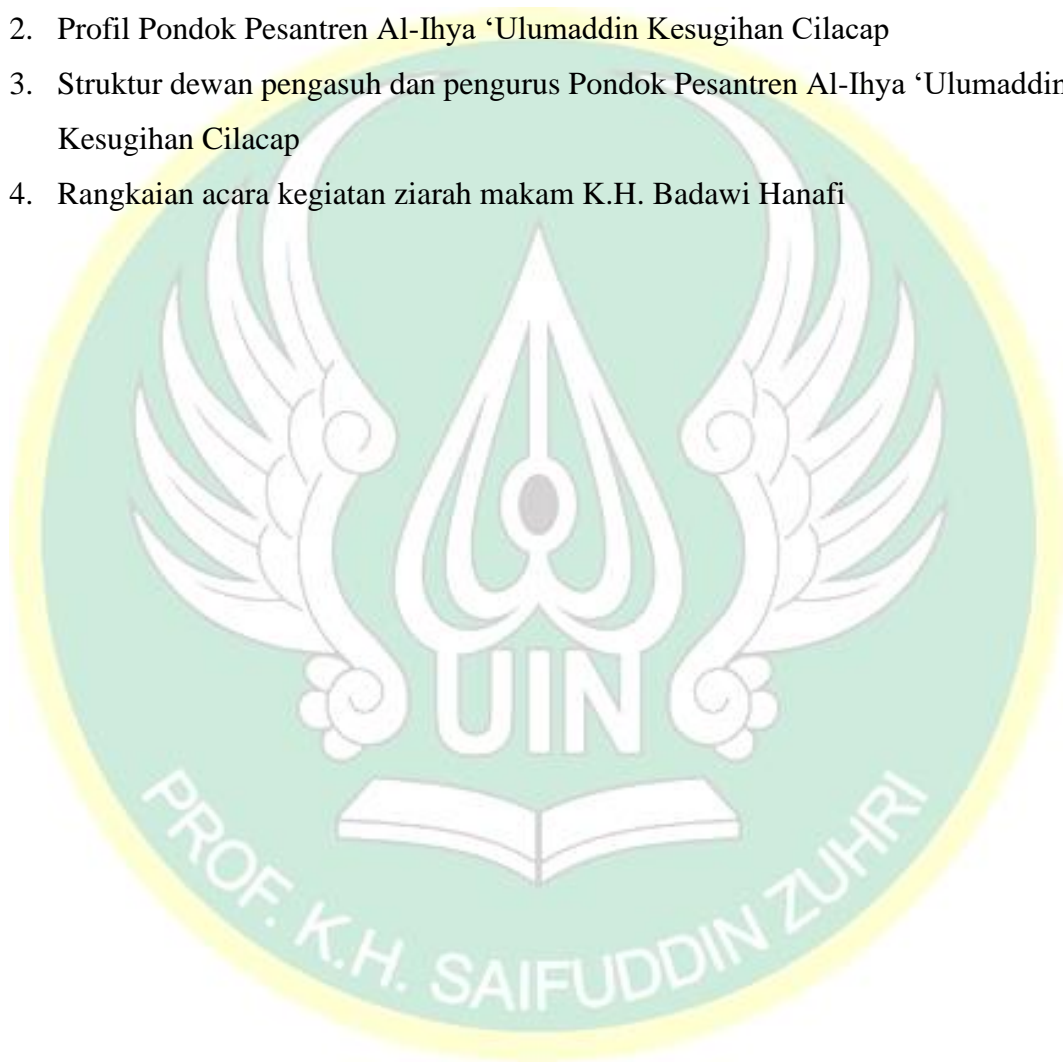 2. Profil Pondok Pesantren Al-Ihya ‘Ulumaddin Kesugihan Cilacap
3. Struktur dewan pengasuh dan pengurus Pondok Pesantren Al-Ihya ‘Ulumaddin
Kesugihan Cilacap
4. Rangkaian acara kegiatan ziarah makam K.H. Badawi Hanafi
UIN
PROF. K.H. SAIFUDDIN ZUHRI